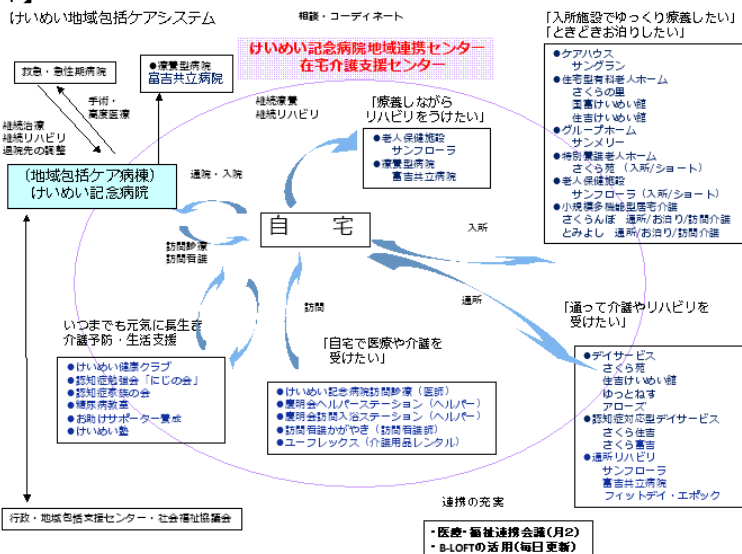 けいめい地域包括ケアシステム
相談・コーディネート
けいめい記念病院地域連携センター
在宅介護支援センター
救急・急性期病院
●療養型病院
富吉共立病院
手術・
高度医療
継続治療
継続リハビリ
退院先の調整
(地域包括ケア病棟)
けいめい記念病院
通院・入院
継続療養
継続リハビリ
「療養しながら
リハビリをうけたい」
●老人保健施設
サンフローラ
●療養型病院
富吉共立病院
「入所施設でゆっくり療養したい」
「ときどきお泊りしたい」
●ケアハウス
サングラン
●住宅型有料老人ホーム
さくらの里
国富けいめい館
住吉けいめい館
●グループホーム
サンメリー
●特別養護老人ホーム
さくら苑(入所/ショート)
●老人保健施設
サンフローラ(入所/ショート)
●小規模多機能型居宅介護
さくらんぼ 通所/お泊り/訪問介護
とみよし 通所/お泊り/訪問介護
自 宅
訪問診療
訪問看護
入所
訪問
通所
いつまでも元気に長生き
介護予防・生活支援
●けいめい健康クラブ
●認知症勉強会「にじの会」
●認知症家族の会
●糖尿病教室
●お助けサポーター養成
●けいめい塾
「自宅で医療や介護を
受けたい」
●けいめい記念病院訪問診療(医師)
●慶明会ヘルパーステーション(ヘルパー)
●慶明会訪問入浴ステーション(ヘルパー)
●訪問看護かがやき(訪問看護師)
●ユーフレックス(介護用品レンタル)
「通って介護やリハビリを
受けたい」
●デイサービス
さくら苑
住吉けいめい館
ゆっとねす
アローズ
●認知症対応型デイサービス
さくら住吉
さくら富吉
●通所リハビリ
サンフローラ
富吉共立病院
フィットデイ・エポック
行政・地域包括支援センター・社会福祉協議会
連携の充実
・医療・福祉連携会議(月2)
・B-LOFTの活用(毎日更新)